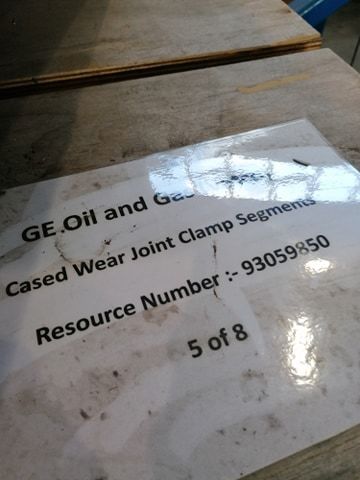 GE Oil and Gas
Cased Wear Joint Clamp Segments
Resource Number :- 93059850
5 of 8